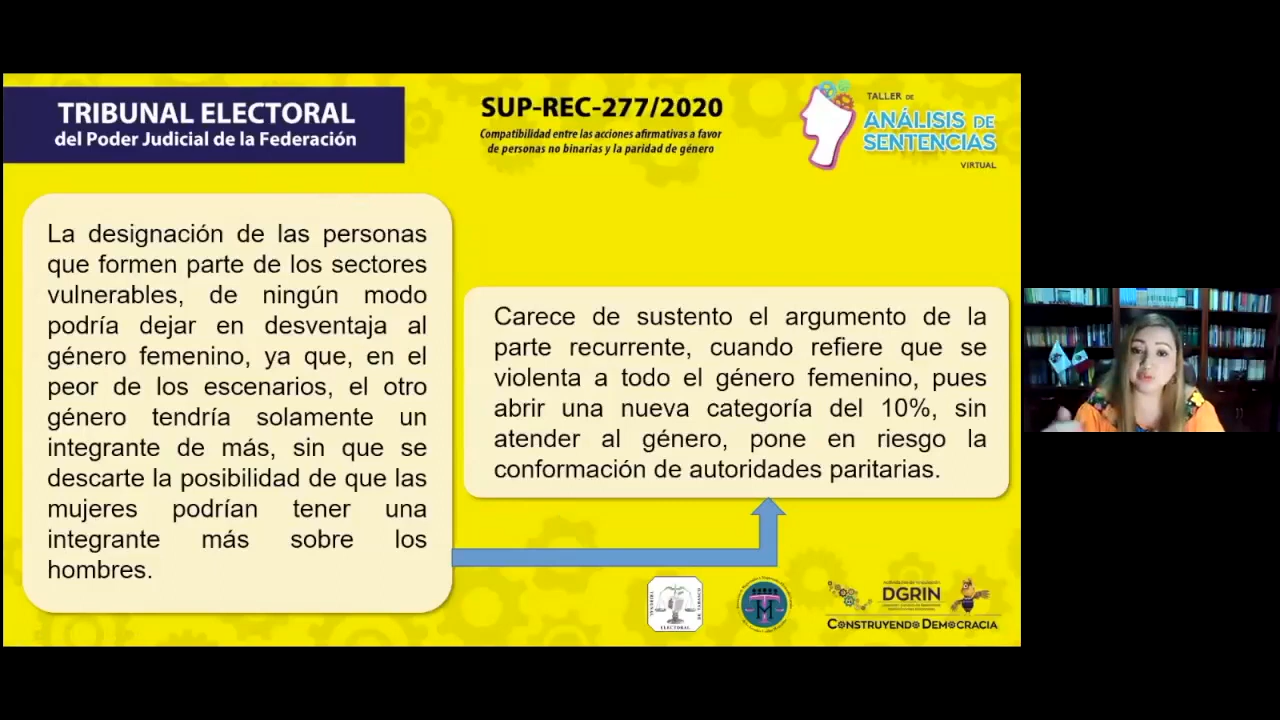 TRIBUNAL ELECTORAL
del Poder Judicial de la Federación
SUP-REC-277/2020
Compatibilidad entre las acciones afirmativas a favor
de personas no binarias y la paridad de género
TALLER DE
ANÁLISIS DE
SENTENCIAS
VIRTUAL
La designación de las personas
que formen parte de los sectores
vulnerables, de ningún modo
podría dejar en desventaja al
género femenino, ya que, en el
peor de los escenarios, el otro
género tendría solamente un
integrante de más, sin que se
descarte la posibilidad de que las
mujeres podrían tener una
integrante más sobre los
hombres.
Carece de sustento el argumento de la
parte recurrente, cuando refiere que se
violenta a todo el género femenino, pues
abrir una nueva categoría del 10%, sin
atender al género, pone en riesgo la
conformación de autoridades paritarias.
TRIBUNAL
ELECTORAL
DE TABASCO
DGRIN
CONSTRUYENDO DEMOCRACIA